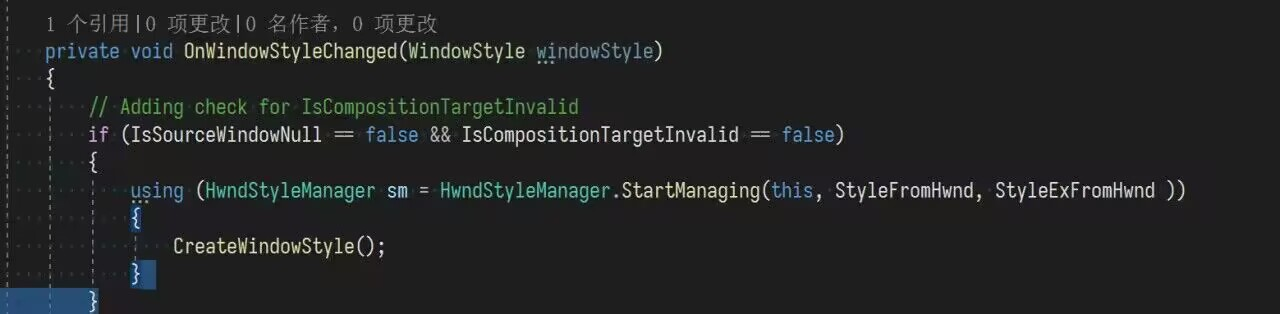 1 个引用|0 项更改|0 名作者，0 项更改
private void OnWindowStyleChanged(WindowStyle windowStyle)
{
// Adding check for IsCompositionTargetInvalid
if (IsSourceWindowNull == false && IsCompositionTargetInvalid == false)
{
using (HwndStyleManager sm = HwndStyleManager.StartManaging(this, StyleFromHwnd, StyleExFromHwnd ))
{
CreateWindowStyle();
}
}